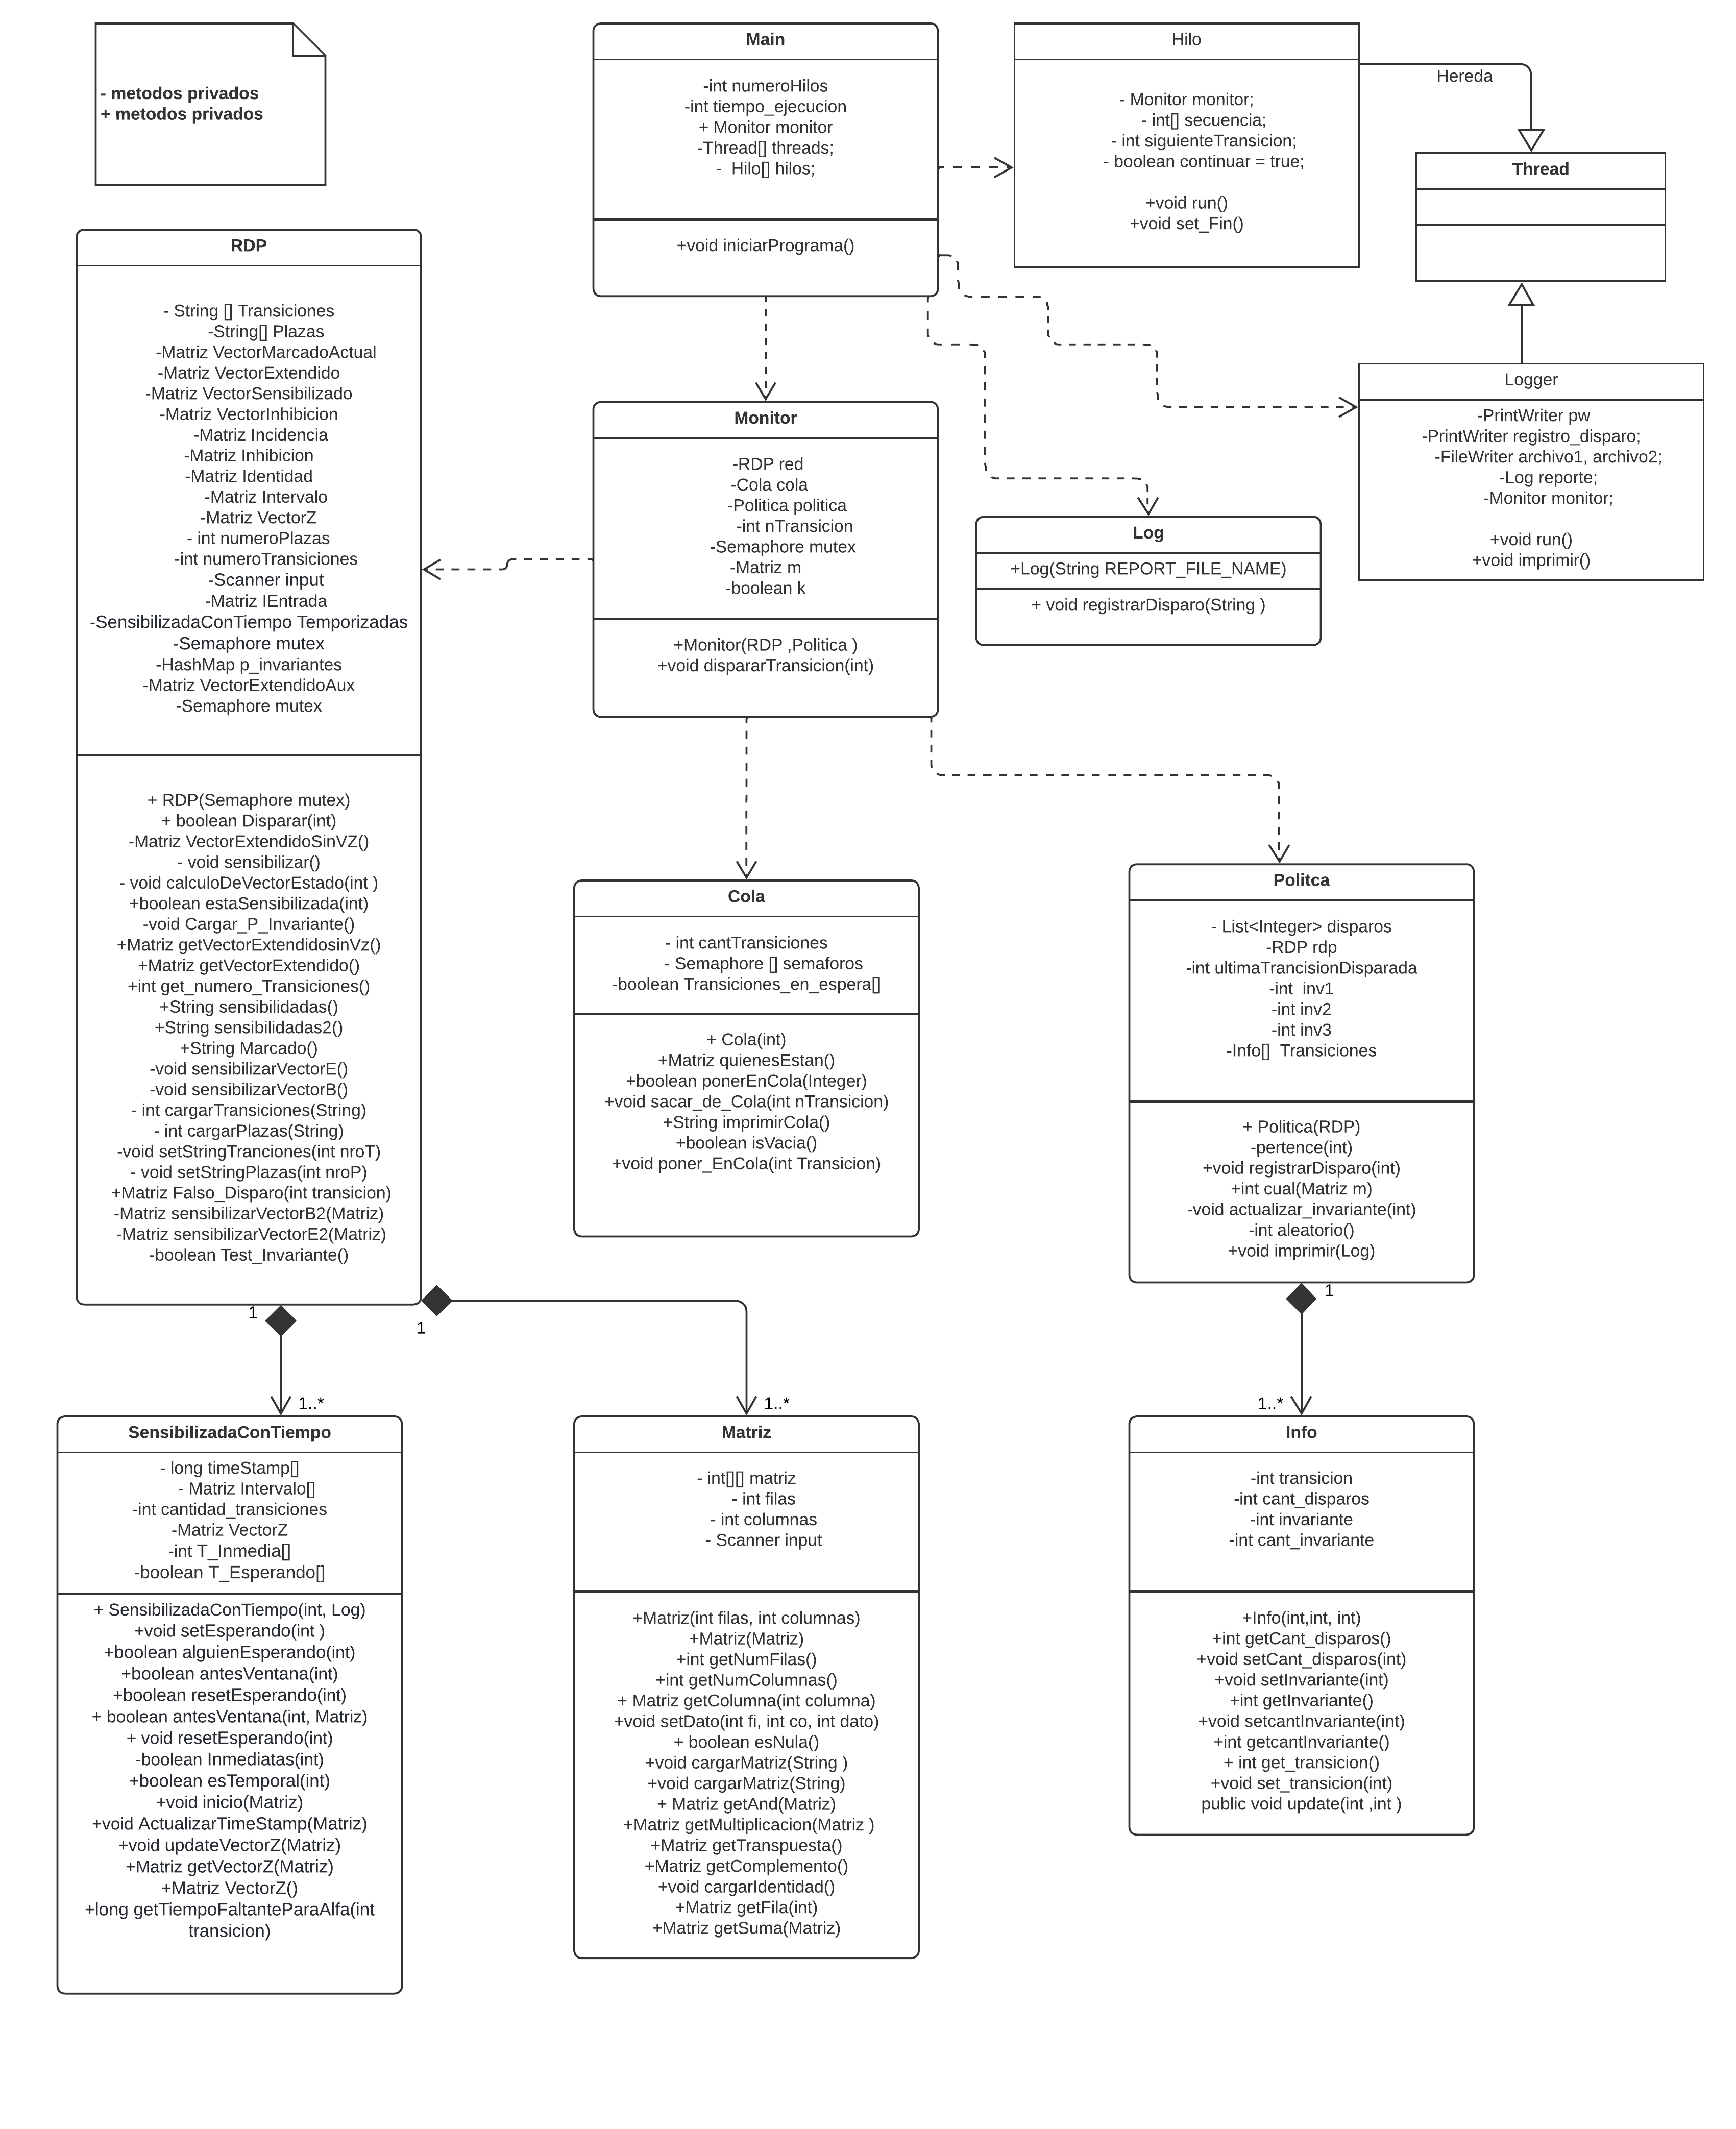 - metodos privados
+ metodos privados
Main
-int numeroHilos
-int tiempo_ejecucion
+ Monitor monitor
-Thread[] threads;
- Hilo[] hilos;
+void iniciarPrograma()
Hilo
- Monitor monitor;
- int[] secuencia;
- int siguienteTransicion;
- boolean continuar = true;
+void run()
+void set_Fin()
Hereda
Thread
RDP
- String [] Transiciones
-String[] Plazas
-Matriz VectorMarcadoActual
-Matriz VectorExtendido
-Matriz VectorSensibilizado
-Matriz VectorInhibicion
-Matriz Incidencia
-Matriz Inhibicion
-Matriz Identidad
-Matriz Intervalo
-Matriz VectorZ
- int numeroPlazas
-int numeroTransiciones
-Scanner input
-Matriz IEntrada
-SensibilizadaConTiempo Temporizadas
-Semaphore mutex
-HashMap p_invariantes
-Matriz VectorExtendidoAux
-Semaphore mutex
+ RDP(Semaphore mutex)
+ boolean Disparar(int)
-Matriz VectorExtendidoSinVZ()
- void sensibilizar()
- void calculoDeVectorEstado(int )
+boolean estaSensibilizada(int)
-void Cargar_P_Invariante()
+Matriz getVectorExtendidosinVz()
+Matriz getVectorExtendido()
+int get_numero_Transiciones()
+String sensibilidadas()
+String sensibilidadas2()
+String Marcado()
-void sensibilizarVectorE()
-void sensibilizarVectorB()
- int cargarTransiciones(String)
- int cargarPlazas(String)
-void setStringTranciones(int nroT)
- void setStringPlazas(int nroP)
+Matriz Falso_Disparo(int transicion)
-Matriz sensibilizarVectorB2(Matriz)
-Matriz sensibilizarVectorE2(Matriz)
-boolean Test_Invariante()
Monitor
-RDP red
-Cola cola
-Politica politica
-int nTransicion
-Semaphore mutex
-Matriz m
-boolean k
+Monitor(RDP ,Politica )
+void dispararTransicion(int)
Logger
-PrintWriter pw
-PrintWriter registro_disparo;
-FileWriter archivo1, archivo2;
-Log reporte;
-Monitor monitor;
+void run()
+void imprimir()
Log
+Log(String REPORT_FILE_NAME)
+ void registrarDisparo(String )
Cola
- int cantTransiciones
- Semaphore [] semaforos
-boolean Transiciones_en_espera[]
+ Cola(int)
+Matriz quienesEstan()
+boolean ponerEnCola(Integer)
+void sacar_de_Cola(int nTransicion)
+String imprimirCola()
+boolean isVacia()
+void poner_EnCola(int Transicion)
Politca
- List<Integer> disparos
-RDP rdp
-int ultimaTrancisionDisparada
-int inv1
-int inv2
-int inv3
-Info[] Transiciones
+ Politica(RDP)
-pertence(int)
+void registrarDisparo(int)
+int cual(Matriz m)
-void actualizar_invariante(int)
-int aleatorio()
+void imprimir(Log)
1
1..*
1
1..*
1
1..*
SensibilizadaConTiempo
- long timeStamp[]
- Matriz Intervalo[]
-int cantidad_transiciones
-Matriz VectorZ
-int T_Inmedia[]
-boolean T_Esperando[]
+ SensibilizadaConTiempo(int, Log)
+void setEsperando(int )
+boolean alguienEsperando(int)
+boolean antesVentana(int)
+boolean resetEsperando(int)
+ boolean antesVentana(int, Matriz)
+ void resetEsperando(int)
-boolean Inmediatas(int)
+boolean esTemporal(int)
+void inicio(Matriz)
+void ActualizarTimeStamp(Matriz)
+void updateVectorZ(Matriz)
+Matriz getVectorZ(Matriz)
+Matriz VectorZ()
+long getTiempoFaltanteParaAlfa(int
transicion)
Matriz
- int[][] matriz
- int filas
- int columnas
- Scanner input
+Matriz(int filas, int columnas)
+Matriz(Matriz)
+int getNumFilas()
+int getNumColumnas()
+ Matriz getColumna(int columna)
+void setDato(int fi, int co, int dato)
+ boolean esNula()
+void cargarMatriz(String )
+void cargarMatriz(String)
+ Matriz getAnd(Matriz)
+Matriz getMultiplicacion(Matriz )
+Matriz getTranspuesta()
+Matriz getComplemento()
+void cargarIdentidad()
+Matriz getFila(int)
+Matriz getSuma(Matriz)
Info
-int transicion
-int cant_disparos
-int invariante
-int cant_invariante
+Info(int,int, int)
+int getCant_disparos()
+void setCant_disparos(int)
+void setInvariante(int)
+int getInvariante()
+void setcantInvariante(int)
+int getcantInvariante()
+ int get_transicion()
+void set_transicion(int)
public void update(int ,int )